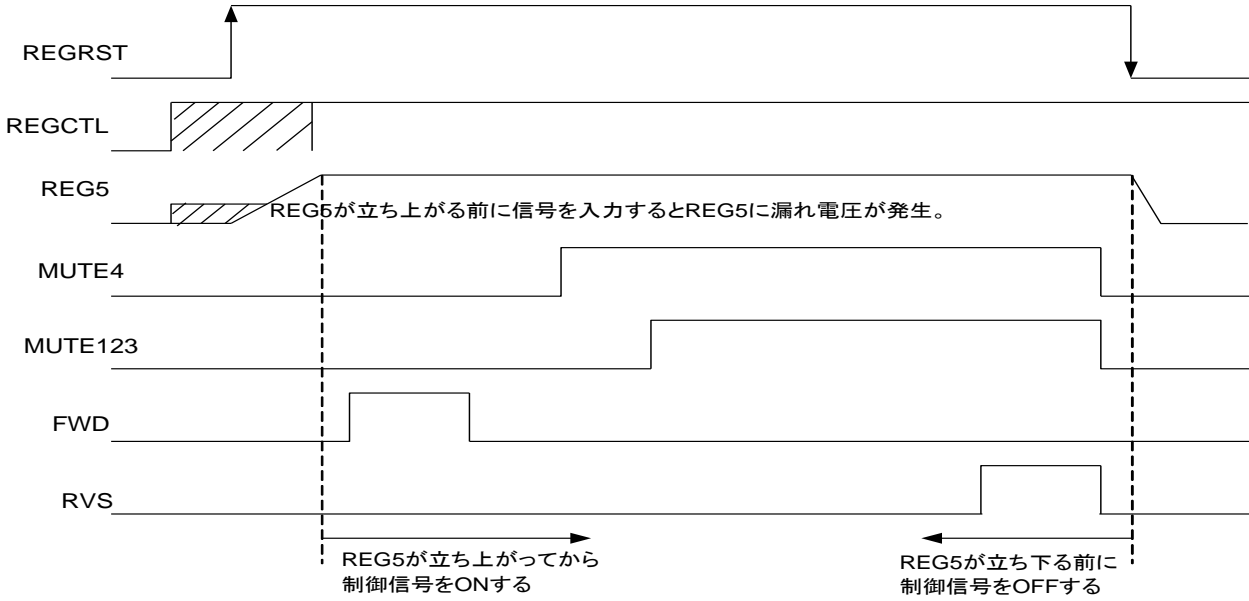 REGRST
REGCTL
REG5
REG5が立ち上がる前に信号を入力するとREG5に漏れ電圧が発生。
MUTE4
MUTE123
FWD
RVS
REG5が立ち上がってから
制御信号をONする
REG5が立ち下る前に
制御信号をOFFする